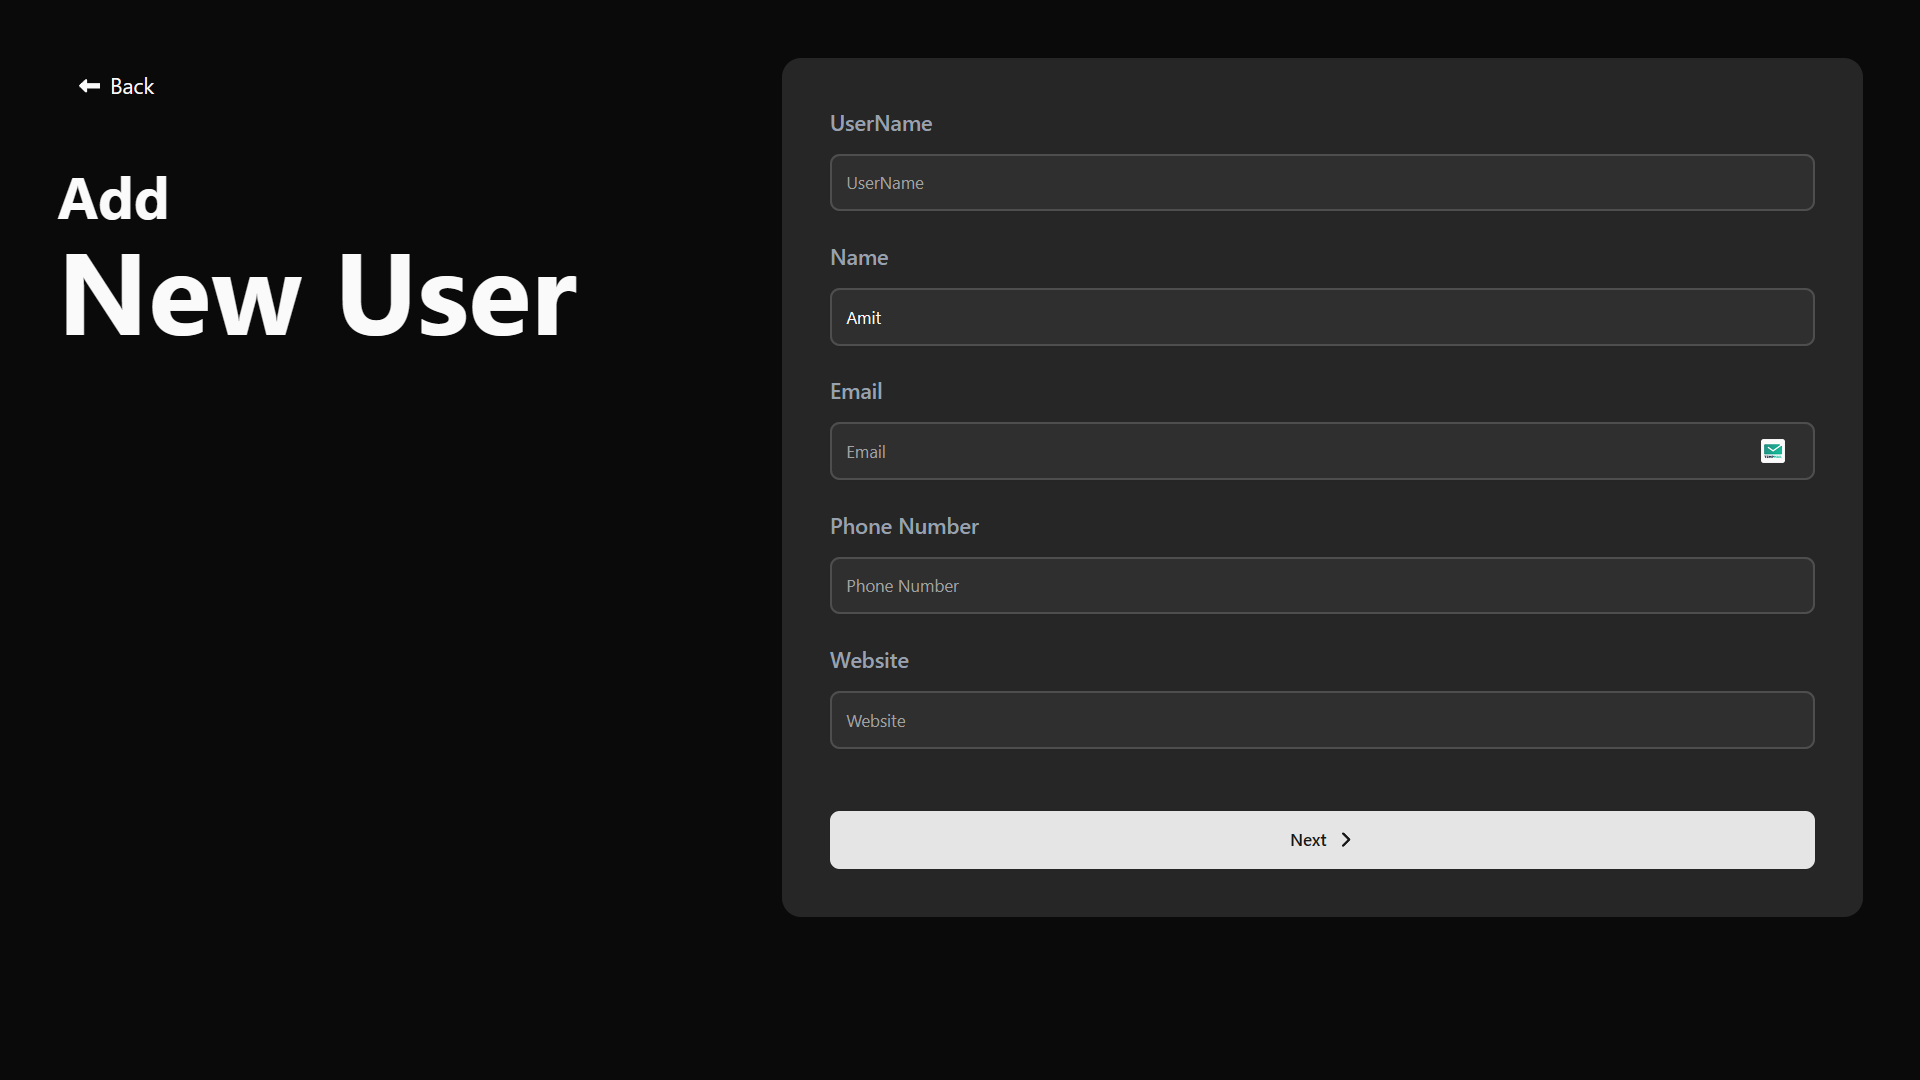 Back
Add
New User
UserName
UserName
Name
Amit
Email
Email
Phone Number
Phone Number
Website
Website
Next